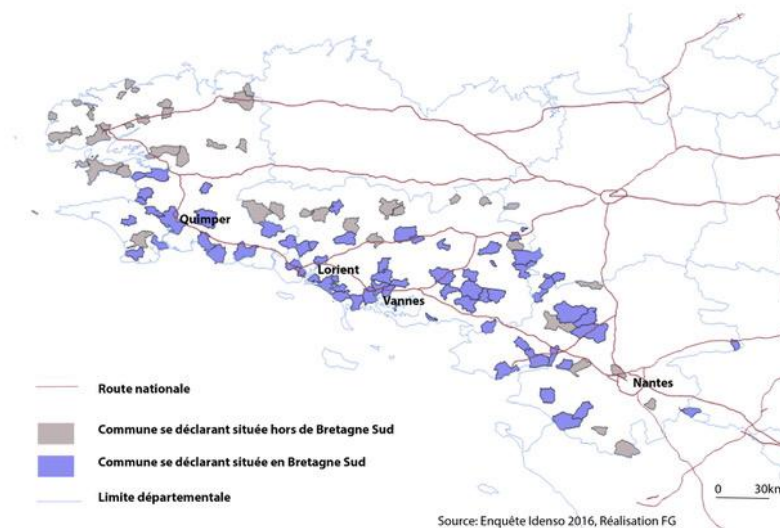 Quimper
Lorient
Vannes
Nantes
Route nationale
Commune se déclarant située hors de Bretagne Sud
Commune se déclarant située en Bretagne Sud
Limite départementale
0 30km
Source: Enquête Idenso 2016, Réalisation FG